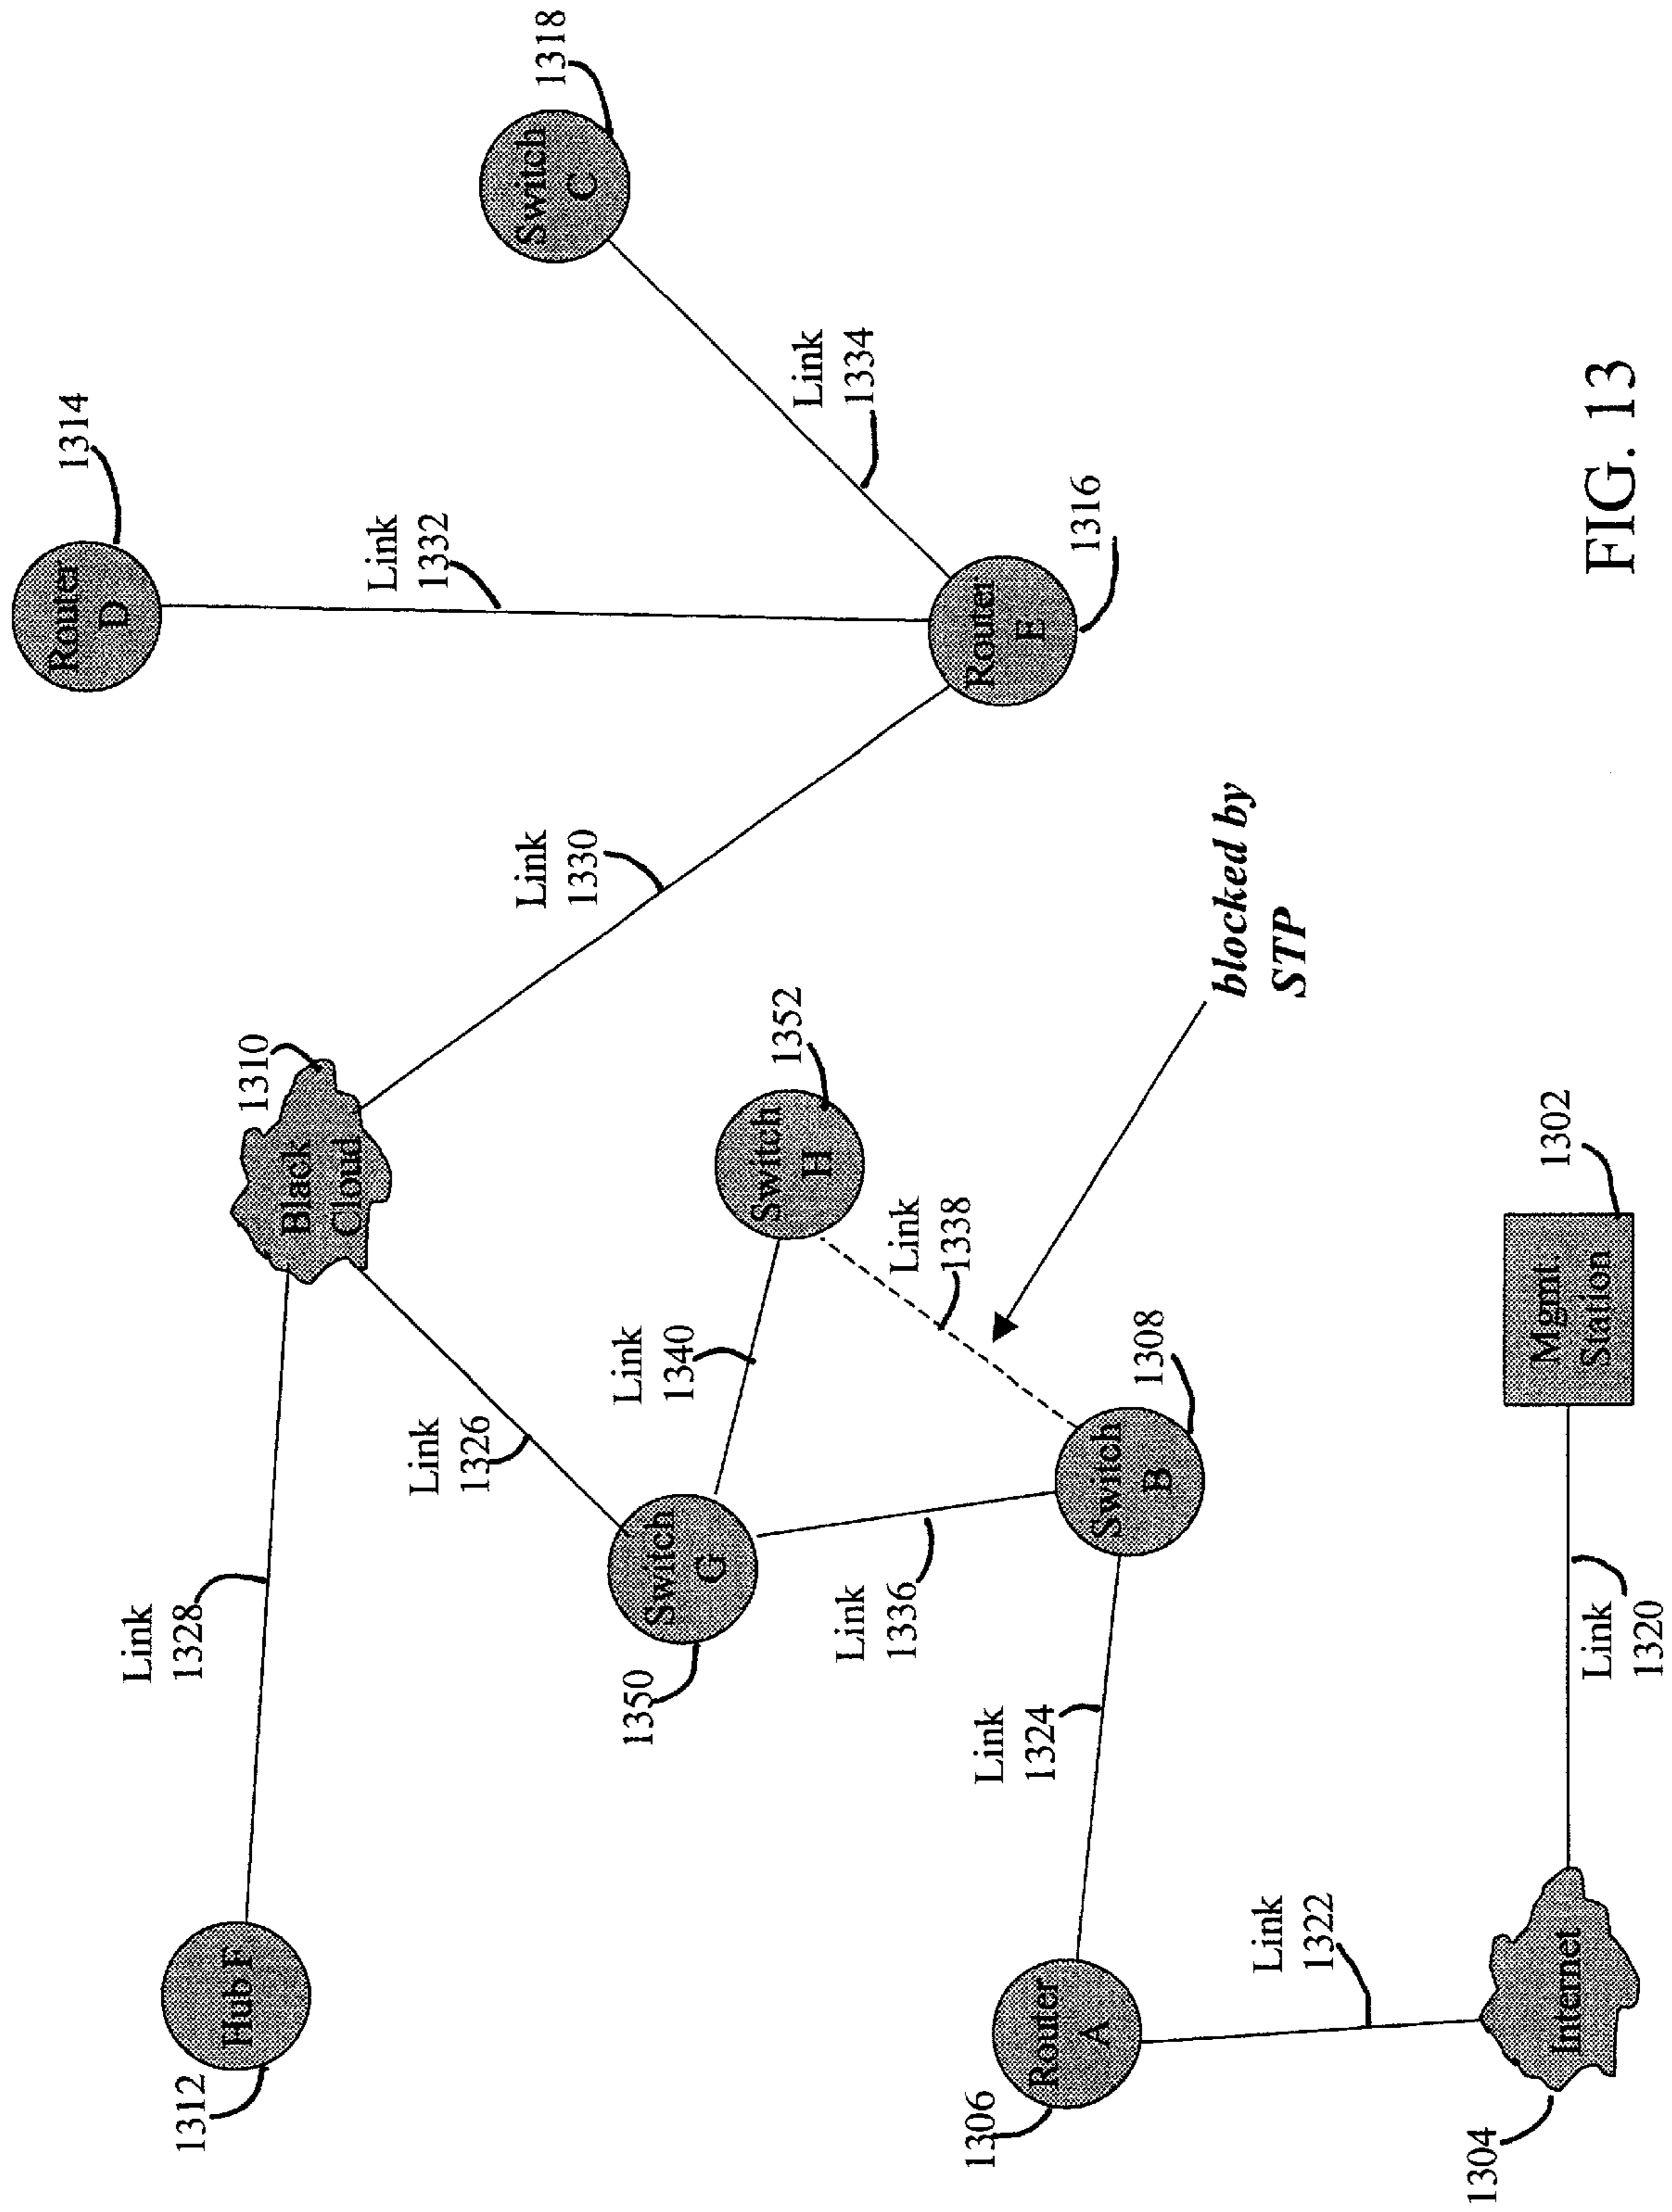 Hub F
1312
Link
1328
Black
Cloud
1310
Router
D
1314
Link
1326
Link
1330
Link
1332
Switch
C
1318
Switch
G
1350
Link
1340
Switch
H
1352
Link
1334
Router
A
1306
Link
1324
Link
1336
Switch
B
1308
Link
1338
Router
E
1316
blocked by
STP
Link
1322
Internet
1304
Link
1320
Mgmt.
Station
1302
FIG. 13